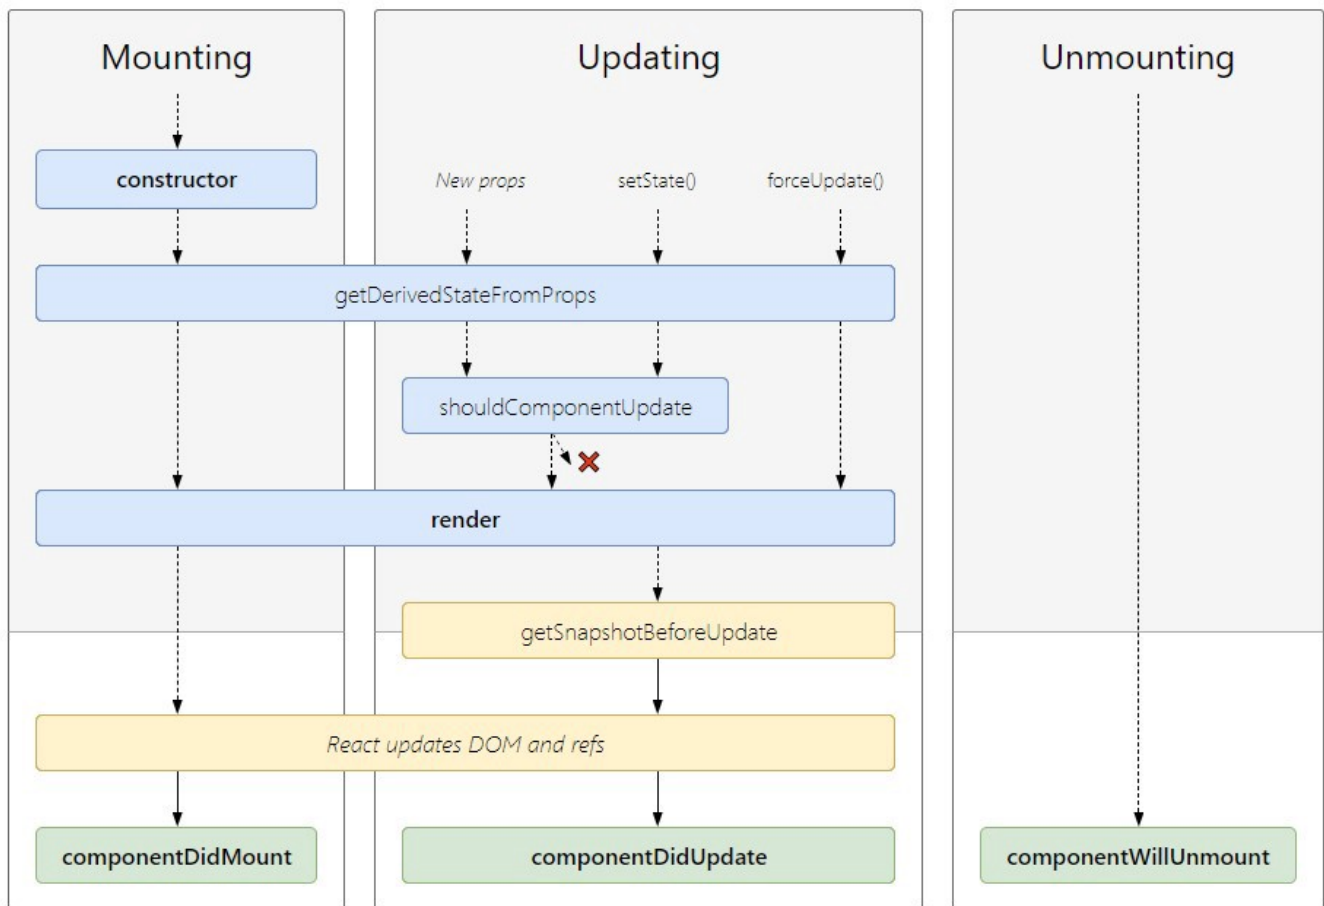 Mounting
Updating
Unmounting
constructor
New props
setState()
forceUpdate()
getDerivedStateFromProps
shouldComponentUpdate
render
getSnapshotBeforeUpdate
React updates DOM and refs
componentDidMount
componentDidUpdate
componentWillUnmount